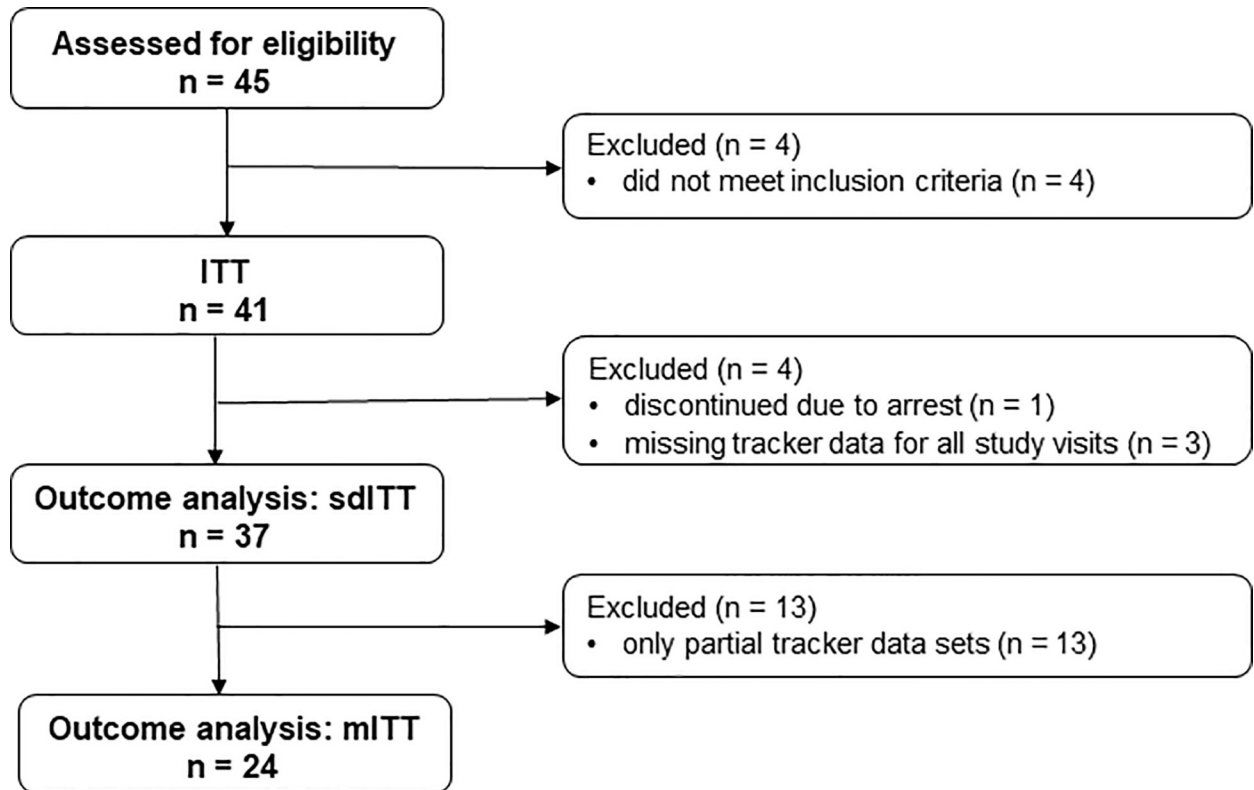 Assessed for eligibility
n = 45
Excluded (n = 4)
• did not meet inclusion criteria (n = 4)
ITT
n = 41
Excluded (n = 4)
• discontinued due to arrest (n = 1)
• missing tracker data for all study visits (n = 3)
Outcome analysis: sdITT
n = 37
Excluded (n = 13)
• only partial tracker data sets (n = 13)
Outcome analysis: mITT
n = 24